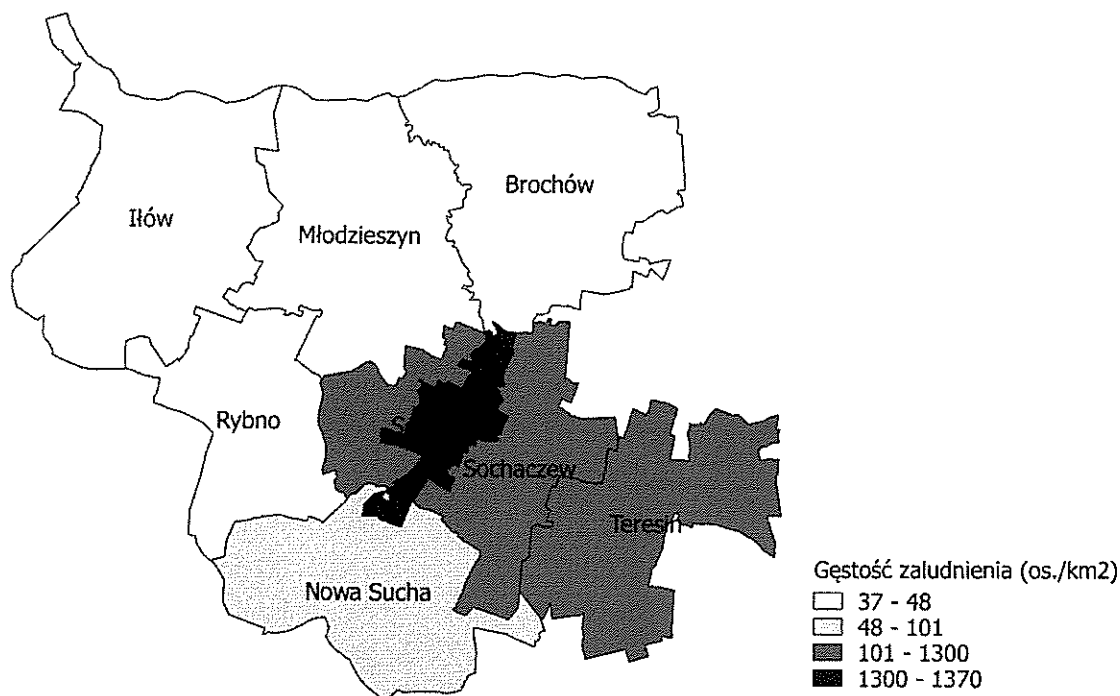 Brochów
Iłów
Młodzieszyn
Rybno
S
Sochaczew
Teresin
Nowa Sucha
Gęstość zaludnienia (os./km2)
37 - 48
48 - 101
101 - 1300
1300 - 1370